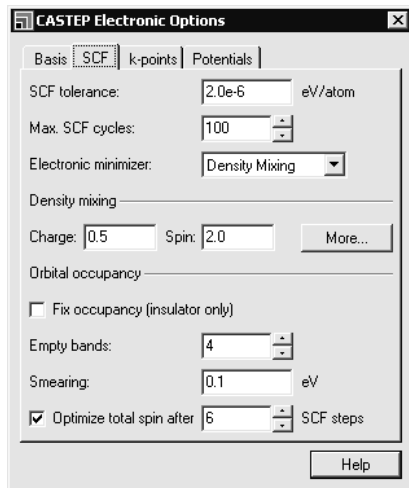 CASTEP Electronic Options
Basis SCF k-points Potentials
SCF tolerance: 2.0e-6 eV/atom
Max. SCF cycles: 100
Electronic minimizer: Density Mixing
Density mixing
Charge: 0.5 Spin: 2.0 More...
Orbital occupancy
Fix occupancy (insulator only)
Empty bands: 4
Smearing: 0.1 eV
Optimize total spin after 6 SCF steps
Help